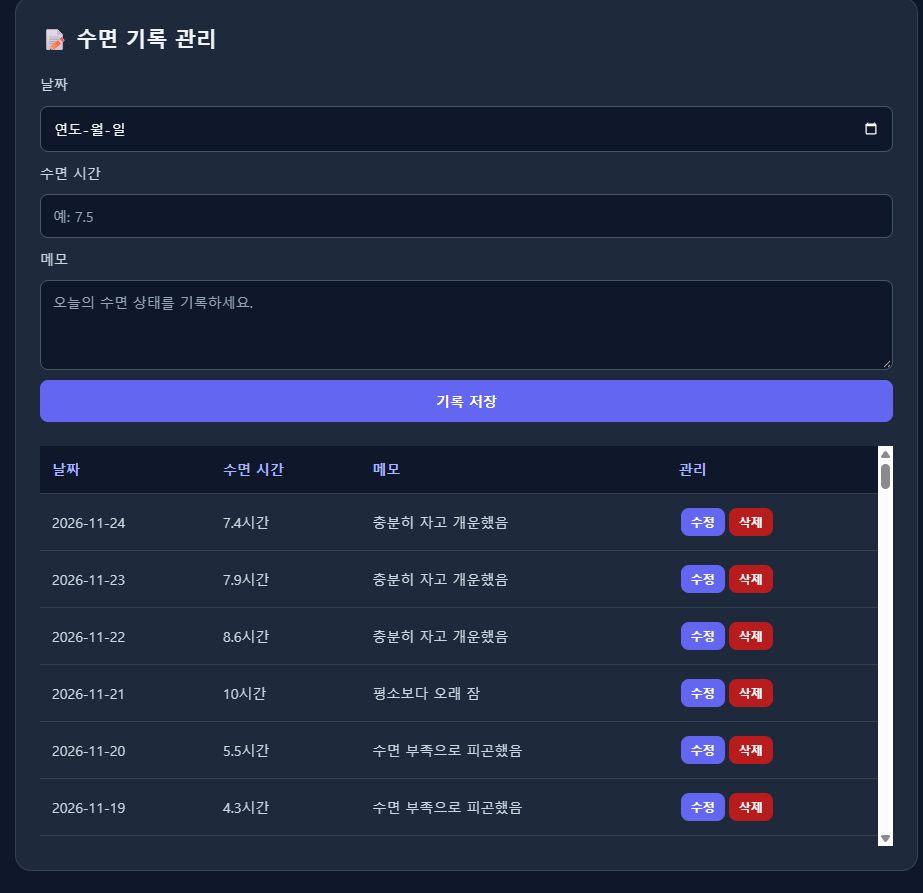 📝 수면 기록 관리
날짜
연도-월-일
수면 시간
예: 7.5
메모
오늘의 수면 상태를 기록하세요.
기록 저장
날짜 수면 시간 메모 관리
2026-11-24 7.4시간 충분히 자고 개운했음 수정 삭제
2026-11-23 7.9시간 충분히 자고 개운했음 수정 삭제
2026-11-22 8.6시간 충분히 자고 개운했음 수정 삭제
2026-11-21 10시간 평소보다 오래 잠 수정 삭제
2026-11-20 5.5시간 수면 부족으로 피곤했음 수정 삭제
2026-11-19 4.3시간 수면 부족으로 피곤했음 수정 삭제